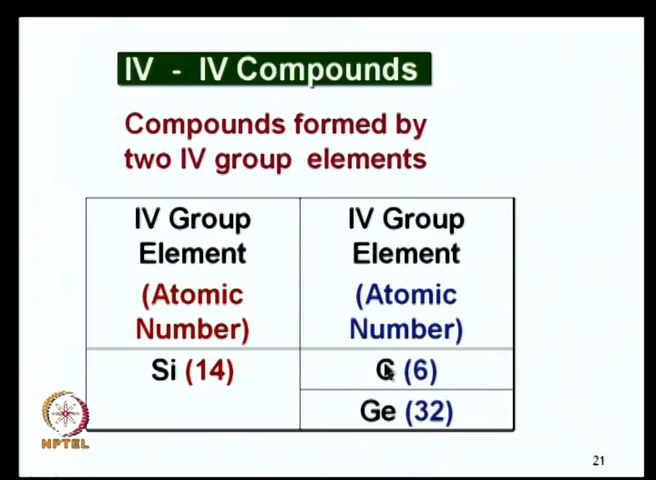 IV - IV Compounds
Compounds formed by
two IV group elements
IV Group
Element
(Atomic
Number)
IV Group
Element
(Atomic
Number)
Si (14)
C (6)
Ge (32)
NPTEL
21